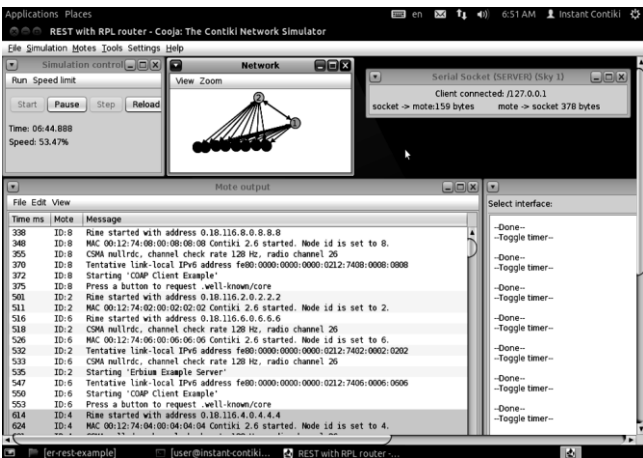 Applications Places
en 6:51 AM Instant Contiki
REST with RPL router - Cooja: The Contiki Network Simulator
File Simulation Motes Tools Settings Help
Simulation control
Run Speed limit
Start Pause Step Reload
Time: 06:44.888
Speed: 53.47%
Network
View Zoom
2
1
Serial Socket (SERVER) (Sky 1)
Client connected: /127.0.0.1
socket -> mote:159 bytes mote -> socket 378 bytes
Mote output
File Edit View
Time ms Mote Message
338 ID:8 Rime started with address 0.18.116.8.0.8.8.8
348 ID:8 MAC 00:12:74:08:00:08:08:08 Contiki 2.6 started. Node id is set to 8.
355 ID:8 CSMA nullrdc, channel check rate 128 Hz, radio channel 26
370 ID:8 Tentative link-local IPv6 address fe80:0000:0000:0000:0212:7408:0008:0808
372 ID:8 Starting 'COAP Client Example'
375 ID:8 Press a button to request .well-known/core
501 ID:2 Rime started with address 0.18.116.2.0.2.2.2
511 ID:2 MAC 00:12:74:02:00:02:02:02 Contiki 2.6 started. Node id is set to 2.
516 ID:6 Rime started with address 0.18.116.6.0.6.6.6
518 ID:2 CSMA nullrdc, channel check rate 128 Hz, radio channel 26
526 ID:6 MAC 00:12:74:06:00:06:06:06 Contiki 2.6 started. Node id is set to 6.
532 ID:2 Tentative link-local IPv6 address fe80:0000:0000:0000:0212:7402:0002:0202
533 ID:6 CSMA nullrdc, channel check rate 128 Hz, radio channel 26
535 ID:2 Starting 'Erbium Example Server'
547 ID:6 Tentative link-local IPv6 address fe80:0000:0000:0000:0212:7406:0006:0606
550 ID:6 Starting 'COAP Client Example'
553 ID:6 Press a button to request .well-known/core
614 ID:4 Rime started with address 0.18.116.4.0.4.4.4
624 ID:4 MAC 00:12:74:04:00:04:04:04 Contiki 2.6 started. Node id is set to 4.
Select interface:
--Done--
--Toggle timer--
--Done--
--Toggle timer--
--Done--
--Toggle timer--
--Done--
--Toggle timer--
--Done--
--Toggle timer--
[er-rest-example] [user@instant-contiki... REST with RPL router -...